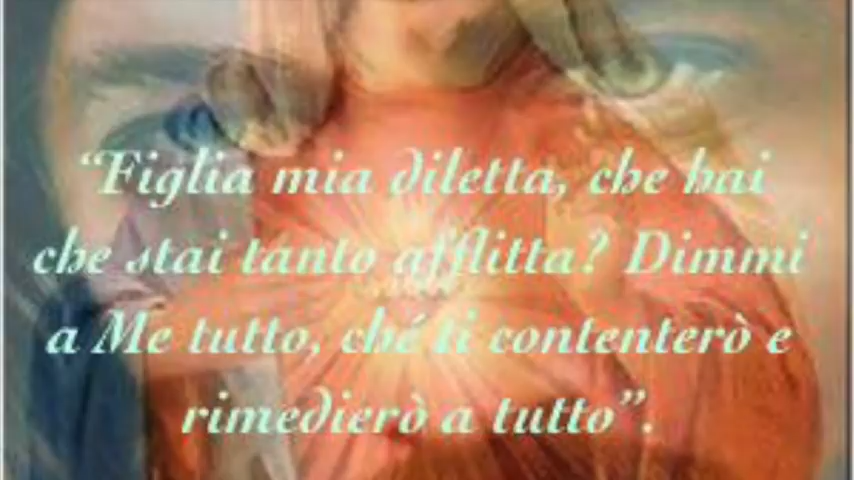 “Figlia mia diletta, che hai
che stai tanto afflitta? Dimmi
a Me tutto, ché ti contenterò e
rimedierò a tutto”.